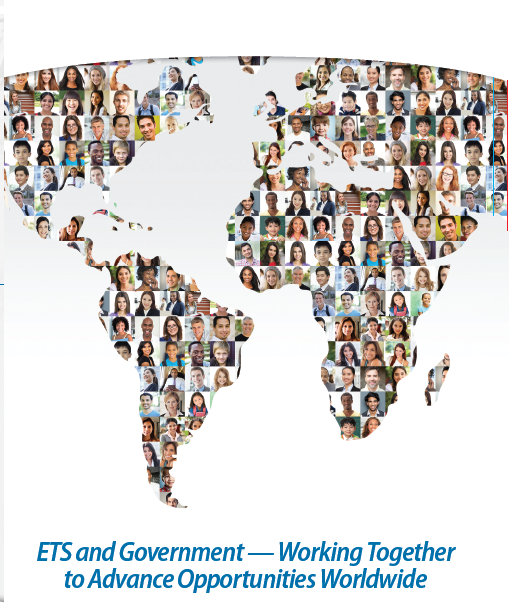 ETS and Government — Working Together
to Advance Opportunities Worldwide